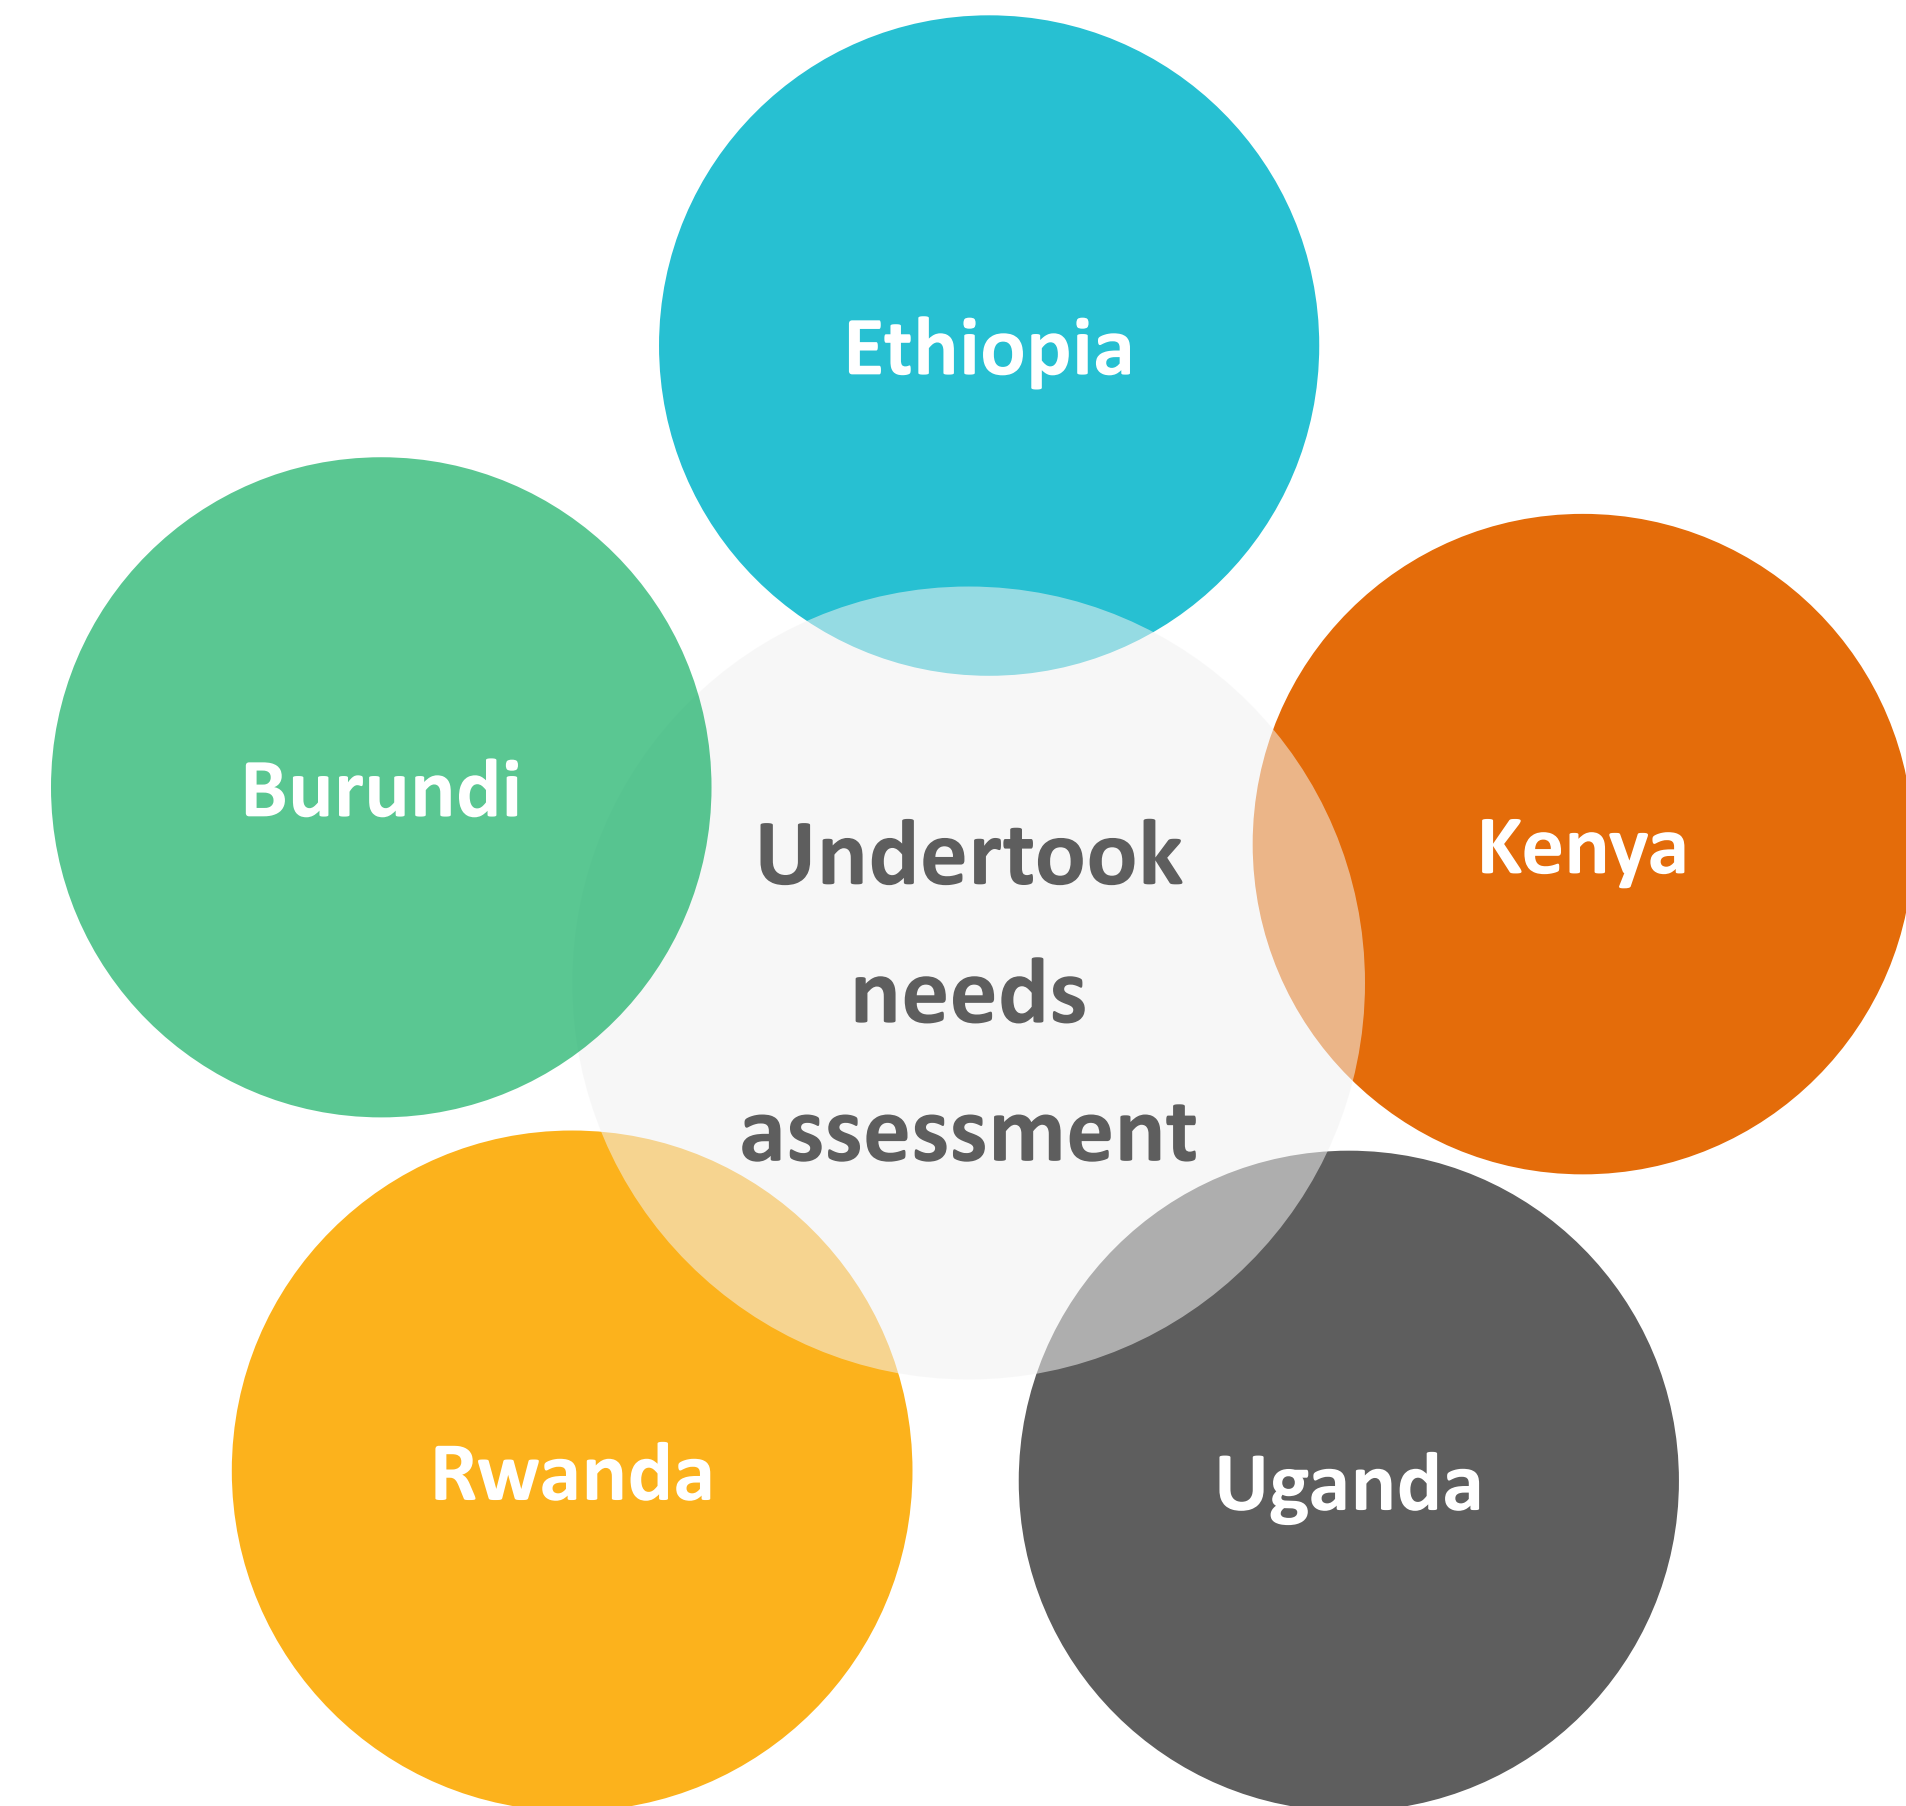 Ethiopia
Burundi
Kenya
Undertook
needs
assessment
Rwanda
Uganda